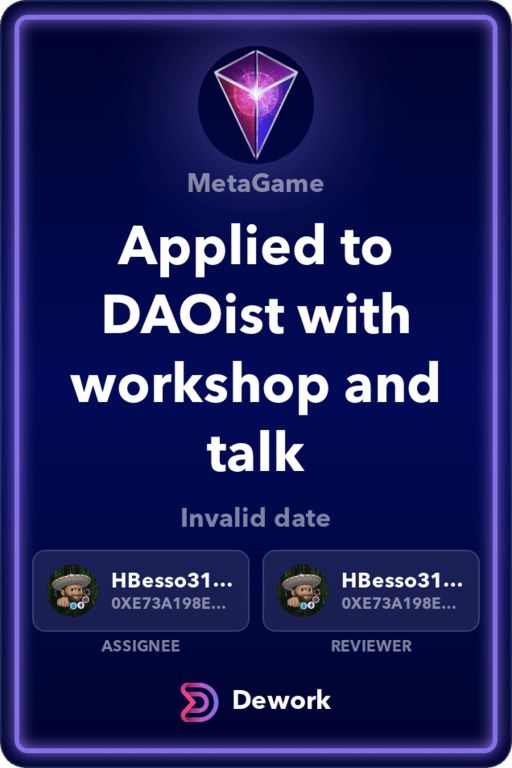 MetaGame
Applied to
DAOist with
workshop and
talk
Invalid date
HBesso31... HBesso31...
0XE73A198E... 0XE73A198E...
ASSIGNEE REVIEWER
Dework